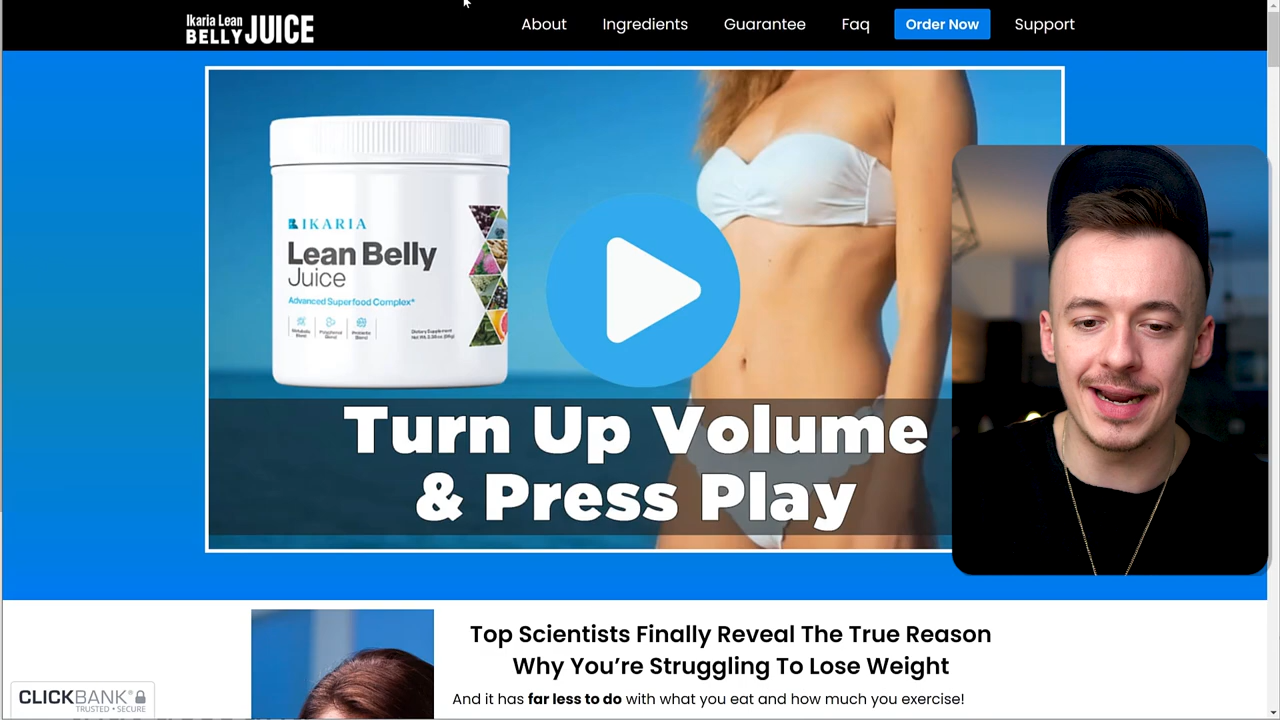 Ikaria Lean
BELLY JUICE
About
Ingredients
Guarantee
Faq
Order Now
Support
IKARIA
Lean Belly
Juice
Advanced Superfood Complex*
Turn Up Volume
& Press Play
Top Scientists Finally Reveal The True Reason
Why You’re Struggling To Lose Weight
And it has far less to do with what you eat and how much you exercise!
CLICKBANK®
TRUSTED • SECURE